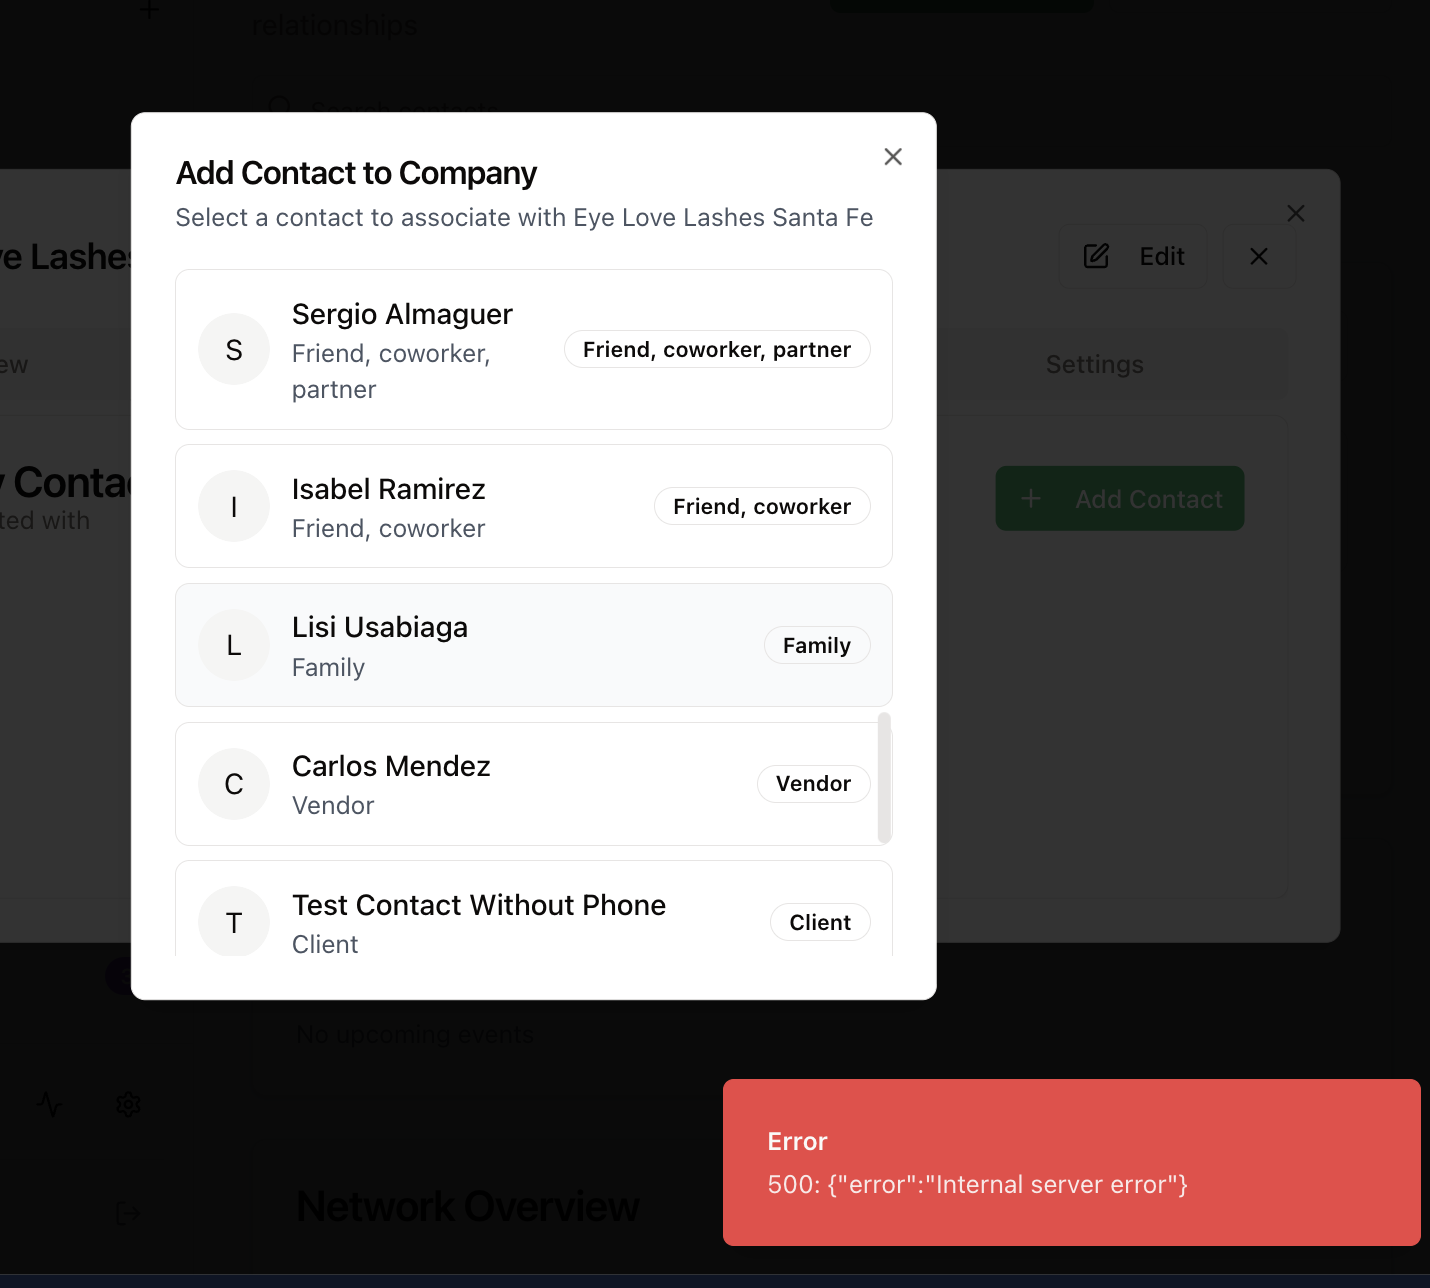 relationships
Search contacts
Add Contact to Company
Select a contact to associate with Eye Love Lashes Santa Fe
S
Sergio Almaguer
Friend, coworker,
partner
Friend, coworker, partner
I
Isabel Ramirez
Friend, coworker
Friend, coworker
L
Lisi Usabiaga
Family
Family
C
Carlos Mendez
Vendor
Vendor
T
Test Contact Without Phone
Client
Client
ye Lashes
Edit
ew
Settings
y Contac
ted with
Add Contact
No upcoming events
Network Overview
Error
500: {"error":"Internal server error"}